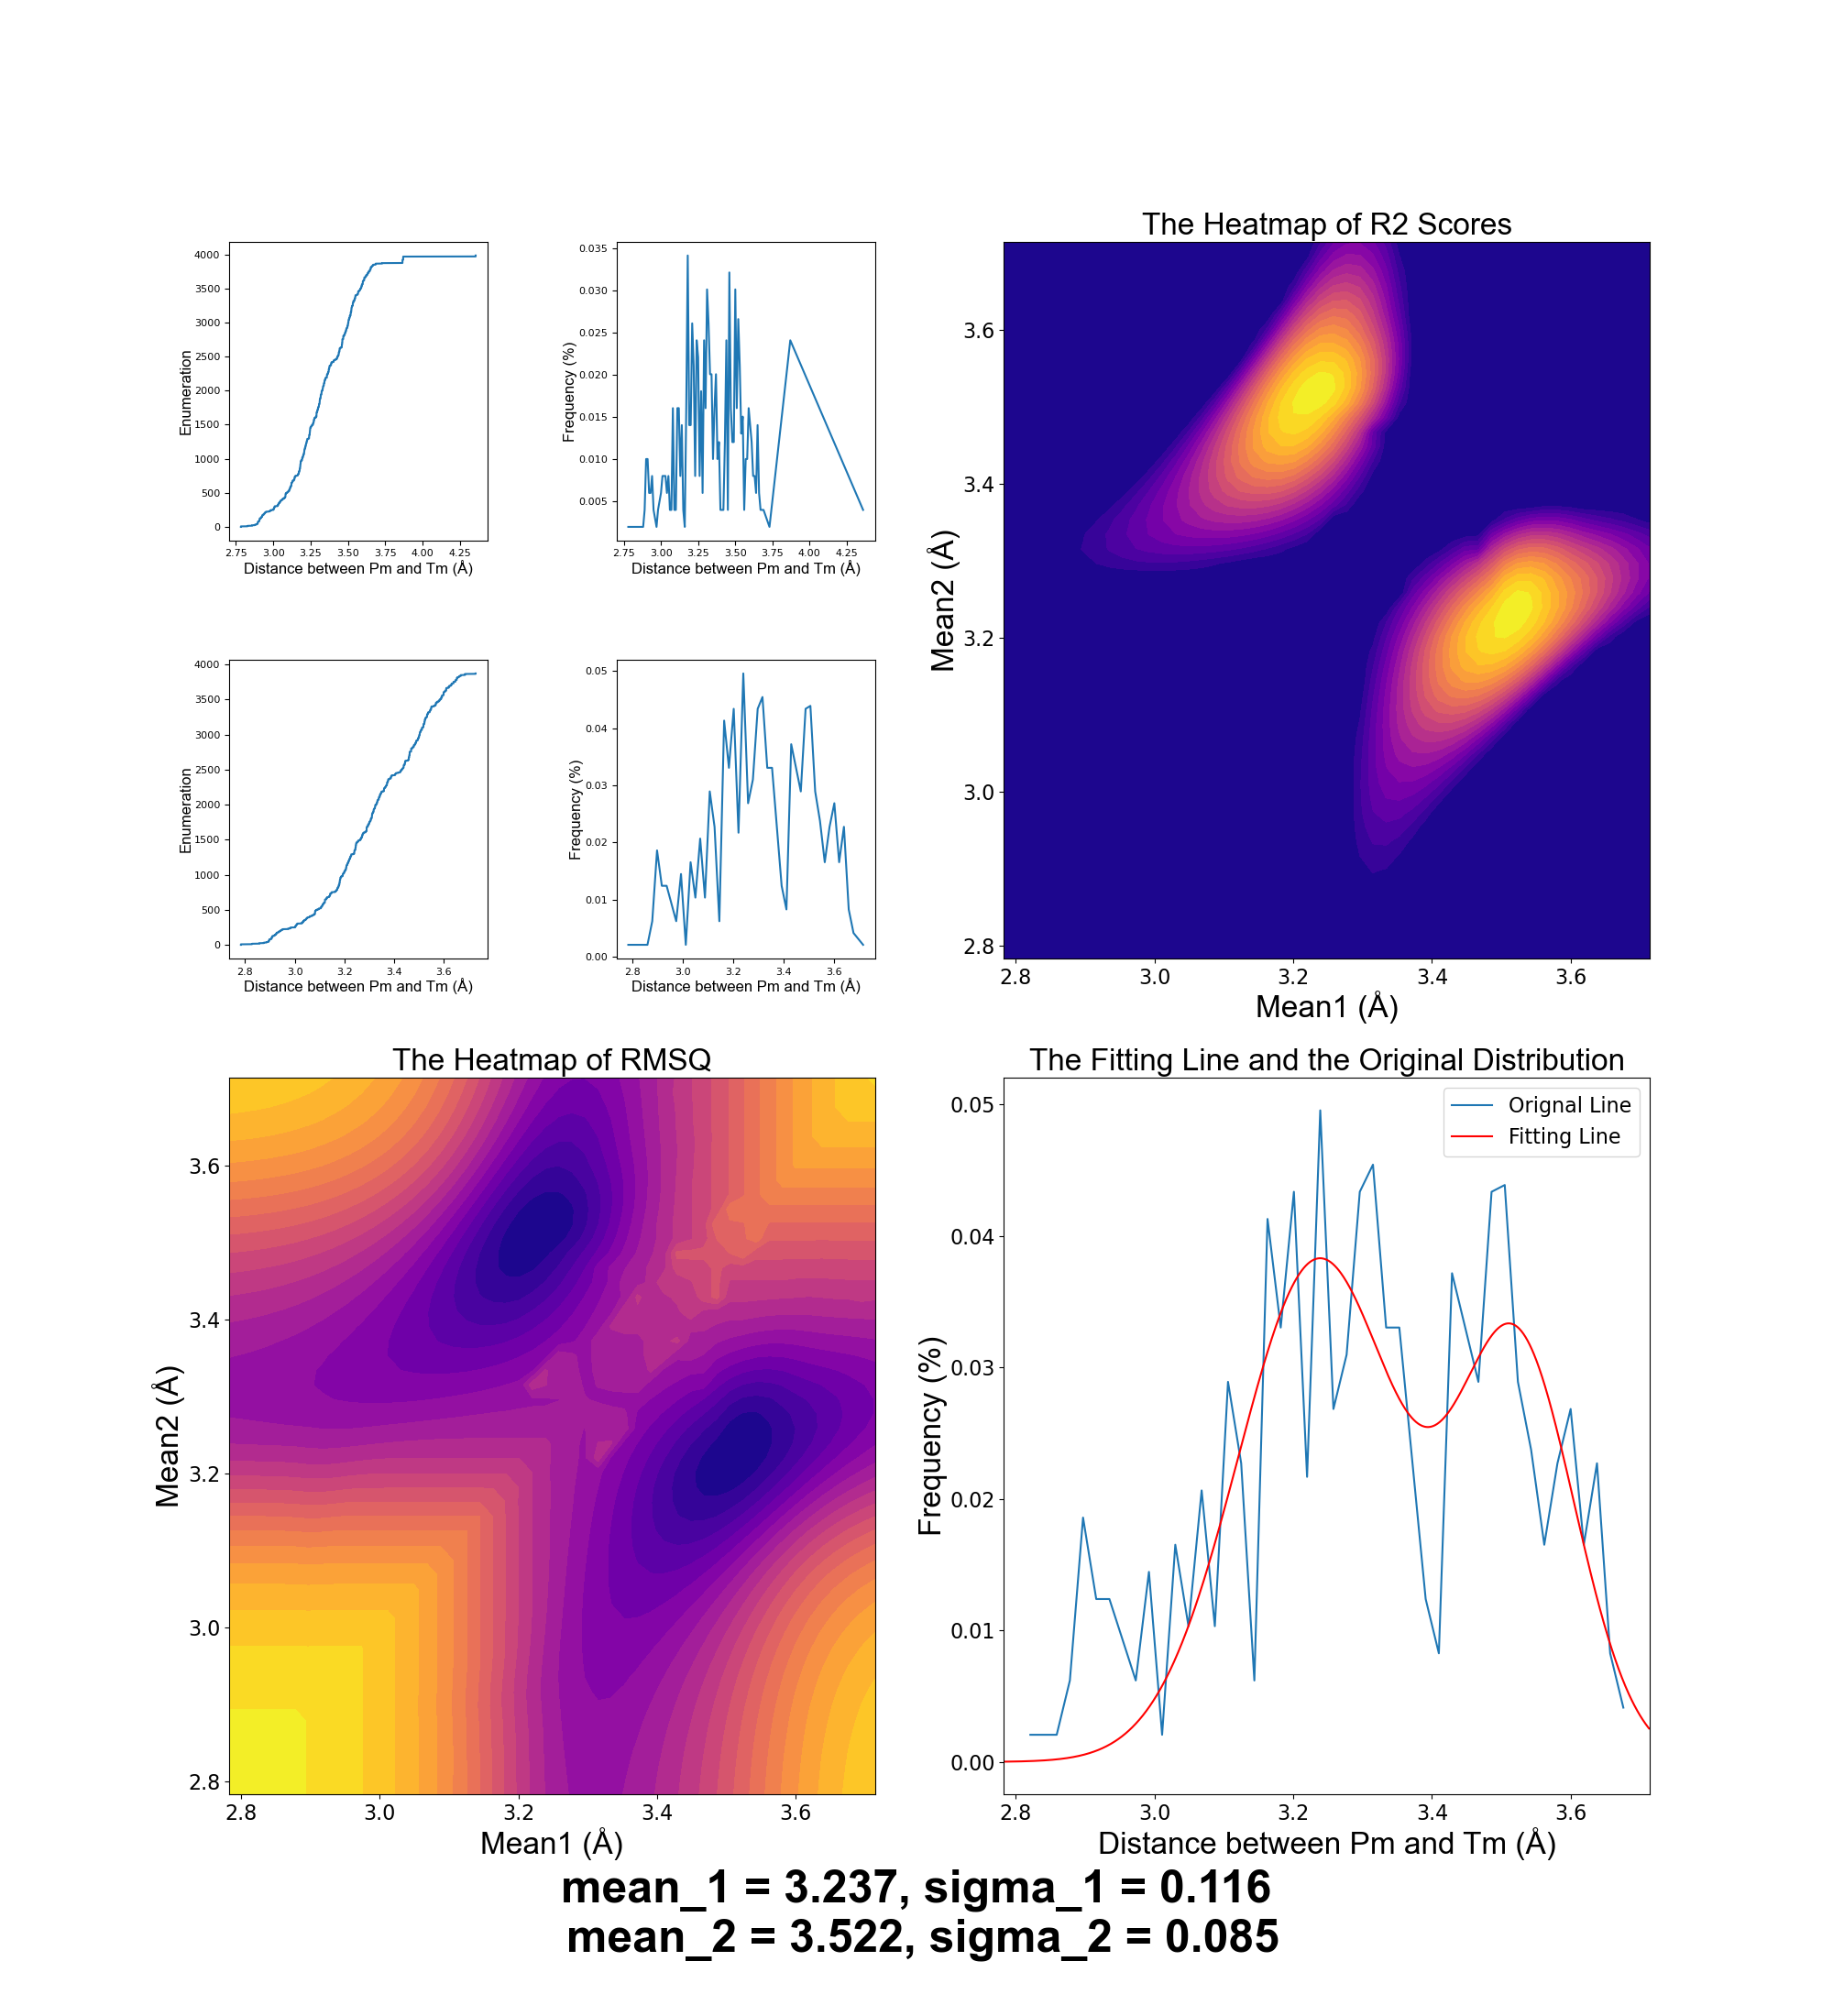 Enumeration
4000
3500
3000
2500
2000
1500
1000
500
0
2.75 3.00 3.25 3.50 3.75 4.00 4.25
Distance between Pm and Tm (Å)
Frequency (%)
0.035
0.030
0.025
0.020
0.015
0.010
0.005
2.75 3.00 3.25 3.50 3.75 4.00 4.25
Distance between Pm and Tm (Å)
The Heatmap of R2 Scores
Mean2 (Å)
3.6
3.4
3.2
3.0
2.8
2.8 3.0 3.2 3.4 3.6
Mean1 (Å)
Enumeration
4000
3500
3000
2500
2000
1500
1000
500
0
2.8 3.0 3.2 3.4 3.6
Distance between Pm and Tm (Å)
Frequency (%)
0.05
0.04
0.03
0.02
0.01
0.00
2.8 3.0 3.2 3.4 3.6
Distance between Pm and Tm (Å)
The Heatmap of RMSQ
Mean2 (Å)
3.6
3.4
3.2
3.0
2.8
2.8 3.0 3.2 3.4 3.6
Mean1 (Å)
The Fitting Line and the Original Distribution
Orignal Line
Fitting Line
Frequency (%)
0.05
0.04
0.03
0.02
0.01
0.00
2.8 3.0 3.2 3.4 3.6
Distance between Pm and Tm (Å)
mean_1 = 3.237, sigma_1 = 0.116
mean_2 = 3.522, sigma_2 = 0.085